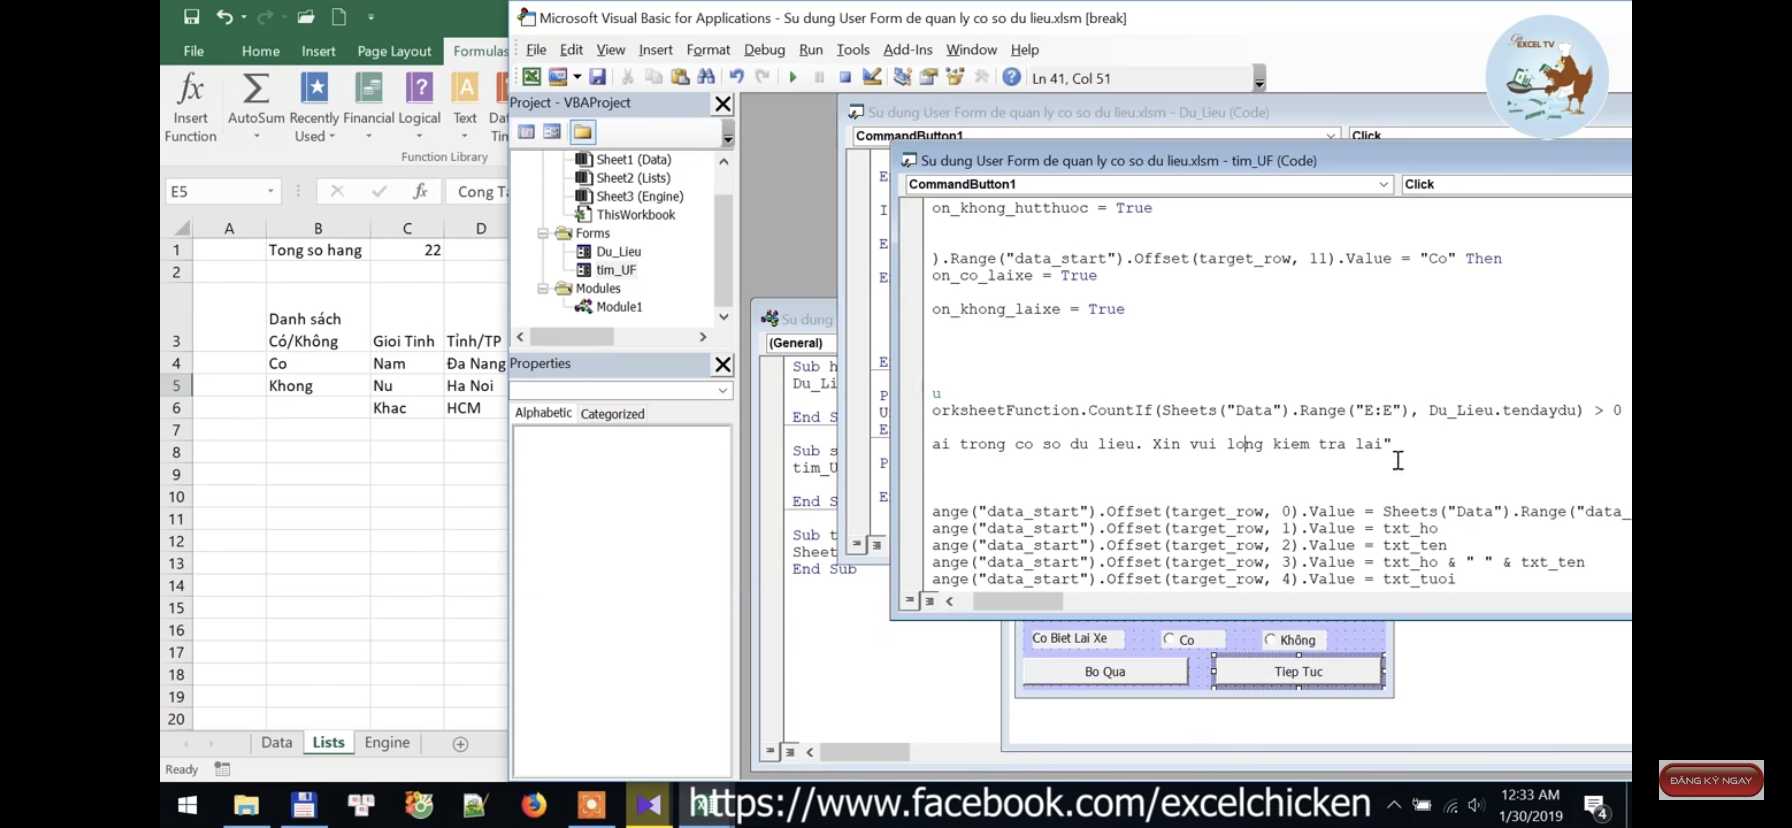 Microsoft Visual Basic for Applications - Su dung User Form de quan ly co so du lieu.xlsm [break]
EXCEL TV
File Home Insert Page Layout Formulas
File Edit View Insert Format Debug Run Tools Add-Ins Window Help
Ln 41, Col 51
Insert Function
AutoSum
Recently Used
Financial
Logical
Text
Function Library
Project - VBAProject
Sheet1 (Data)
Sheet2 (Lists)
Sheet3 (Engine)
ThisWorkbook
Forms
Du_Lieu
tim_UF
Modules
Module1
Properties
Alphabetic Categorized
E5
fx
A B C D
1 Tong so hang 22
2
3 Danh sách Có/Không Gioi Tinh Tỉnh/TP
4 Co Nam Đa Nang
5 Khong Nu Ha Noi
6 Khac HCM
7
8
9
10
11
12
13
14
15
16
17
18
19
20
Data Lists Engine
Ready
Su dung User Form de quan ly co so du lieu.xlsm - Du_Lieu (Code)
CommandButton1 Click
Su dung User Form de quan ly co so du lieu.xlsm - tim_UF (Code)
CommandButton1 Click
on_khong_hutthuoc = True
).Range("data_start").Offset(target_row, 11).Value = "Co" Then
on_co_laixe = True
on_khong_laixe = True
u
orksheetFunction.CountIf(Sheets("Data").Range("E:E"), Du_Lieu.tendaydu) > 0
ai trong co so du lieu. Xin vui long kiem tra lai"
ange("data_start").Offset(target_row, 0).Value = Sheets("Data").Range("data_
ange("data_start").Offset(target_row, 1).Value = txt_ho
ange("data_start").Offset(target_row, 2).Value = txt_ten
ange("data_start").Offset(target_row, 3).Value = txt_ho & " " & txt_ten
ange("data_start").Offset(target_row, 4).Value = txt_tuoi
Su dung
(General)
Sub h
Du_Li
End S
Sub s
tim_U
End S
Sub t
Sheet
End Sub
Co Biet Lai Xe Co Không
Bo Qua Tiep Tuc
ĐĂNG KÝ NGAY
https://www.facebook.com/excelchicken
12:33 AM
1/30/2019
4